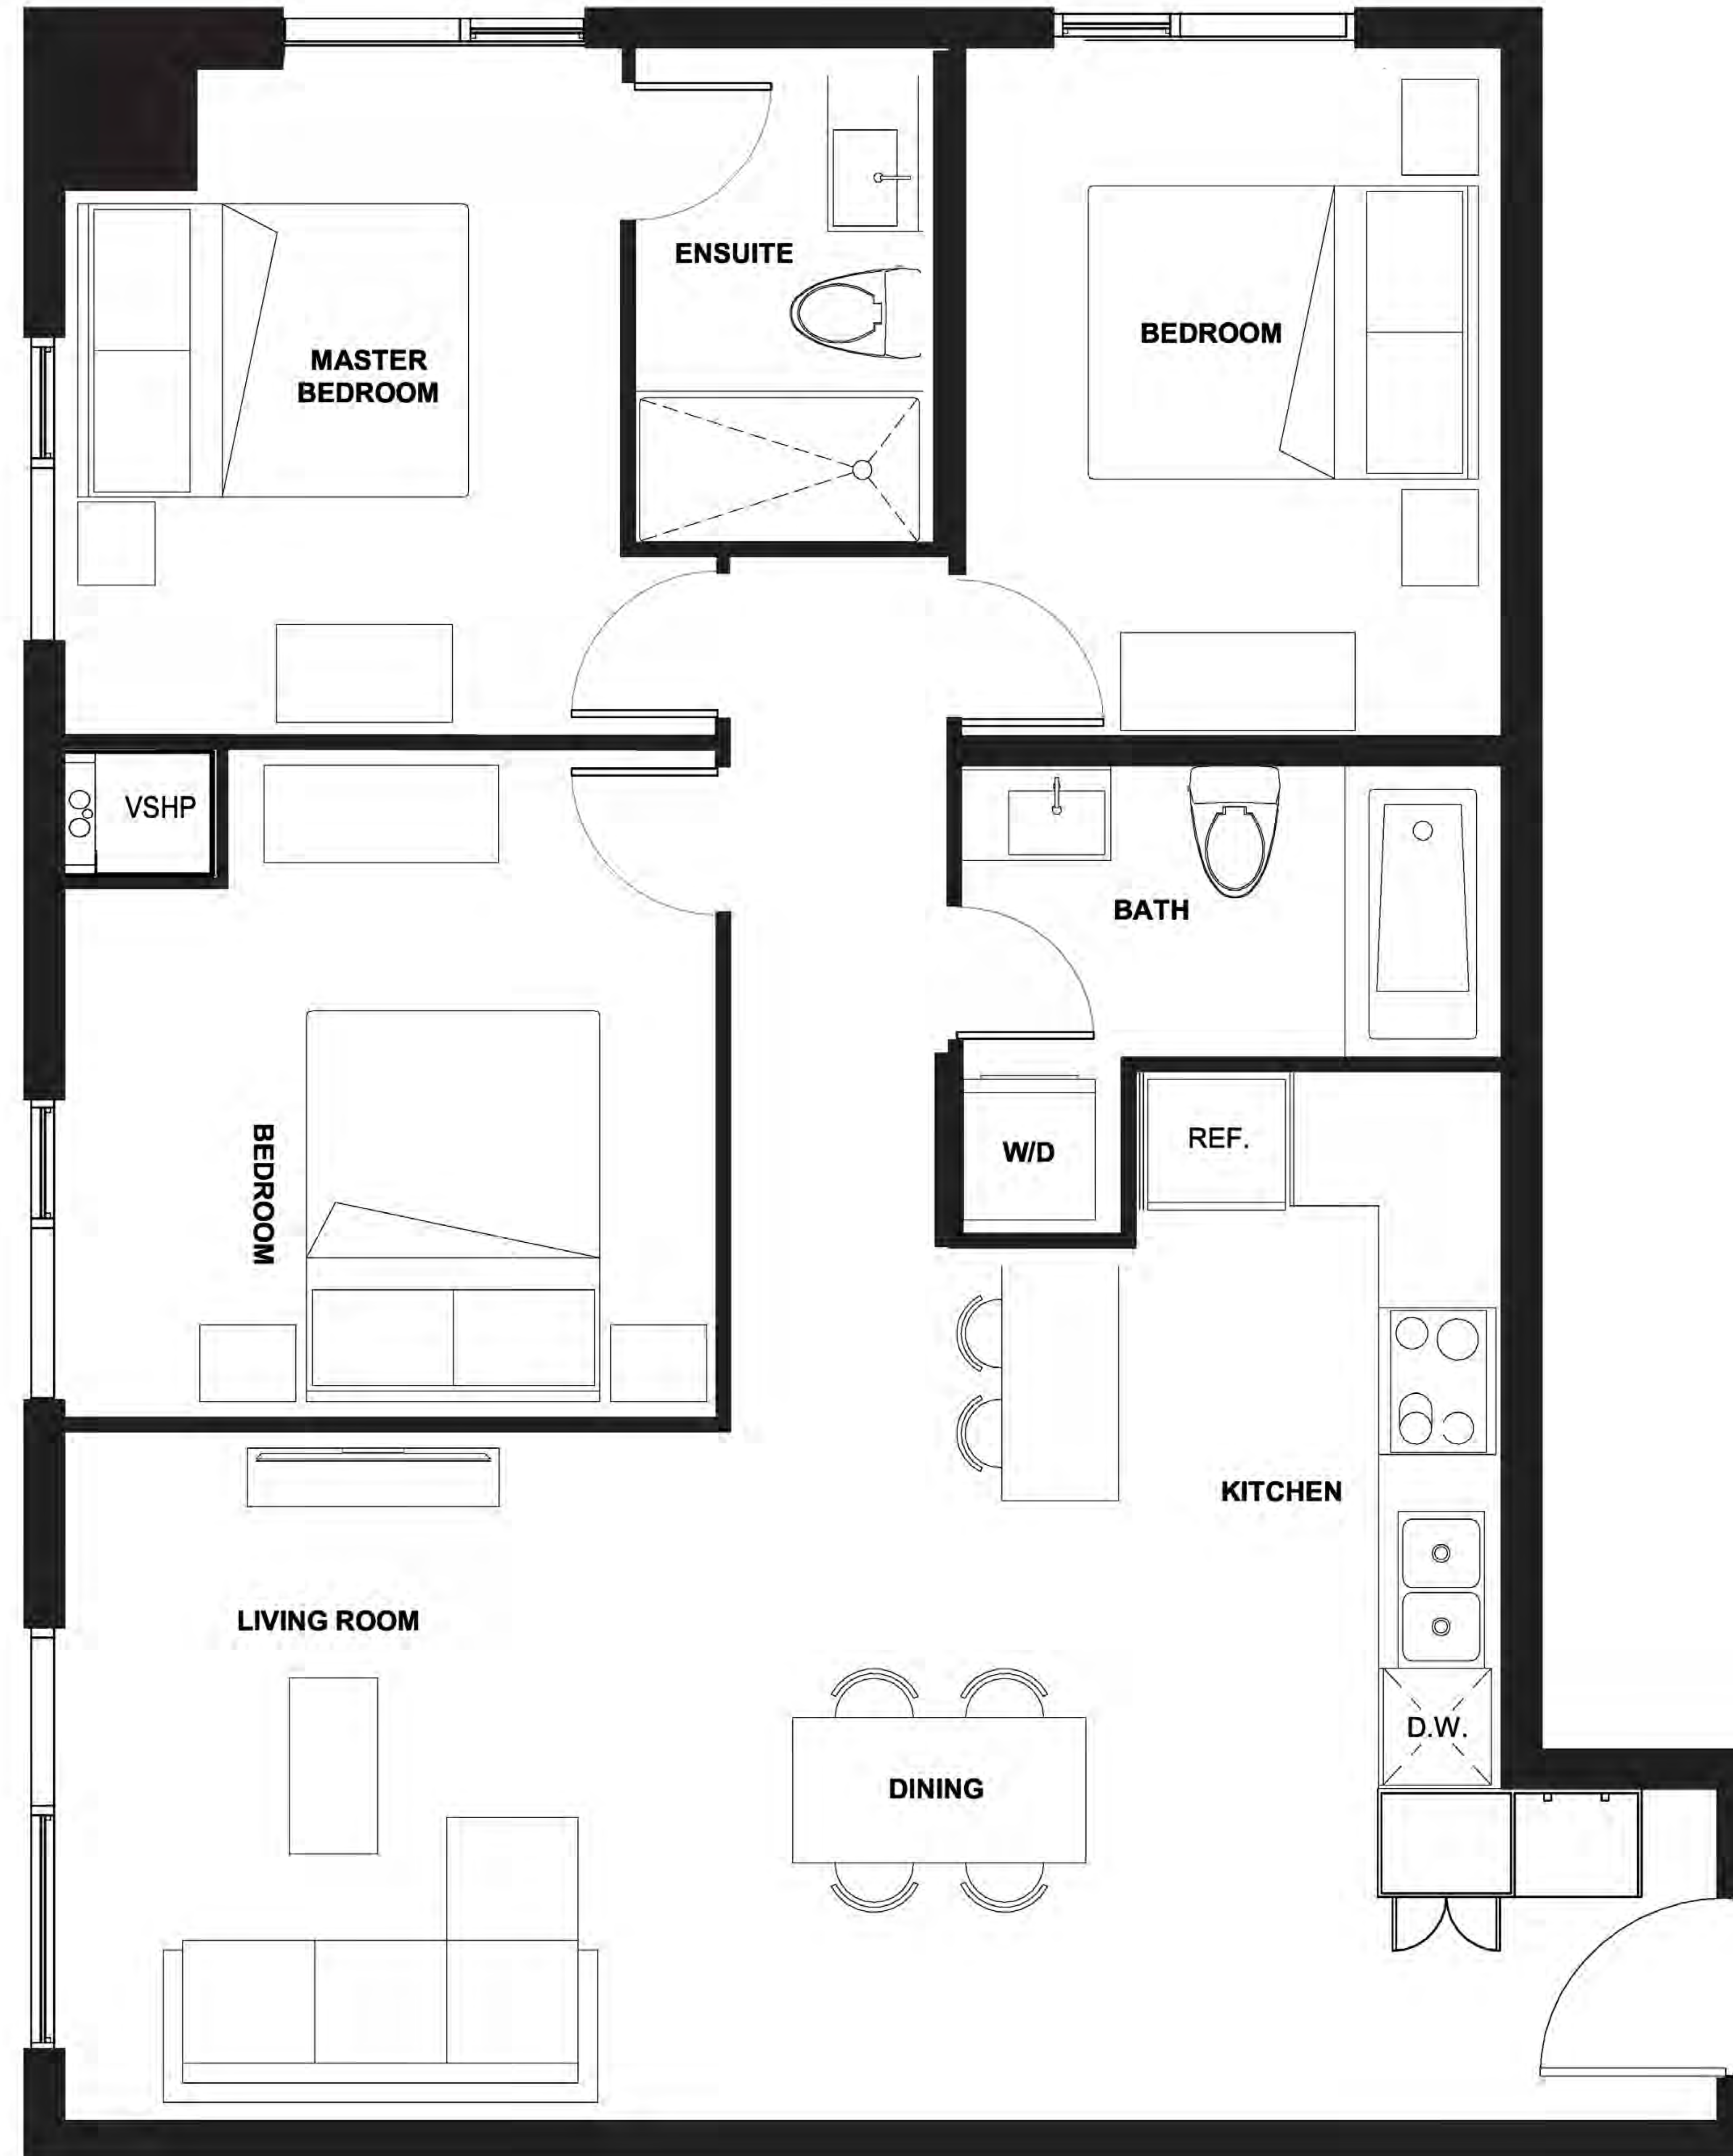 ENSUITE
BEDROOM
MASTER
BEDROOM
VSHP
BATH
BEDROOM
W/D
REF.
KITCHEN
LIVING ROOM
D.W.
DINING